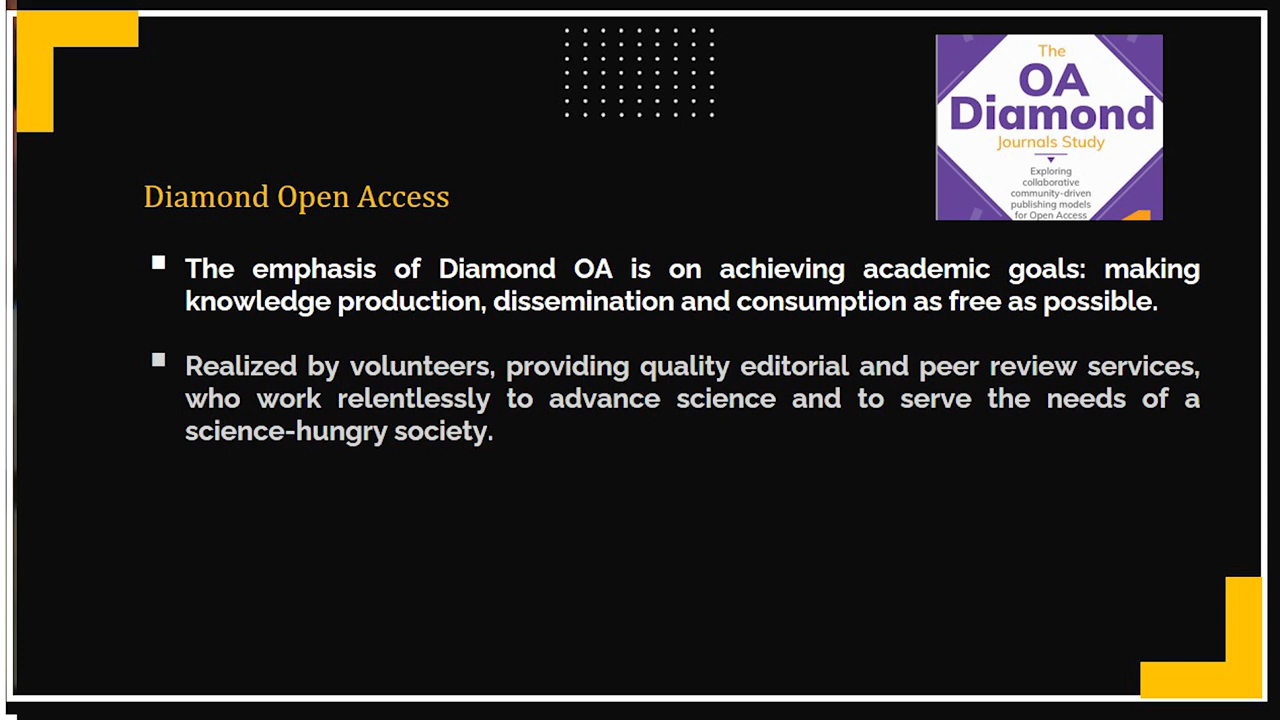 The
OA
Diamond
Journals Study
Exploring
collaborative
community-driven
publishing models
for Open Access
Diamond Open Access
The emphasis of Diamond OA is on achieving academic goals: making
knowledge production, dissemination and consumption as free as possible.
Realized by volunteers, providing quality editorial and peer review services,
who work relentlessly to advance science and to serve the needs of a
science-hungry society.